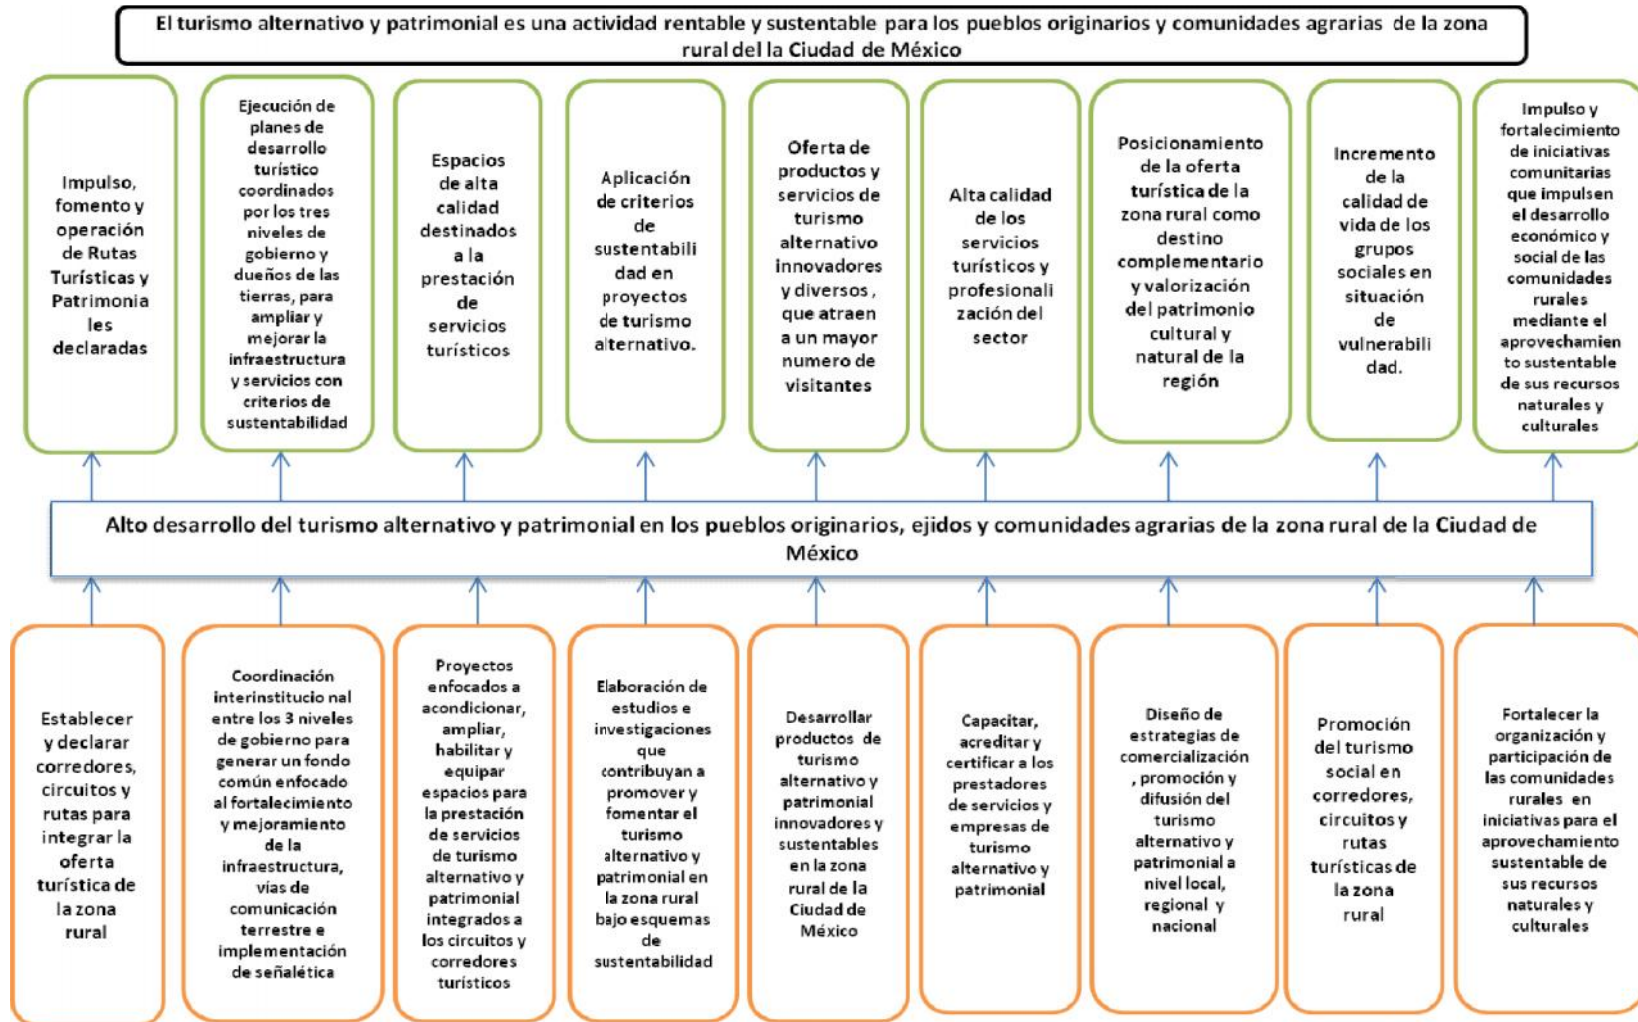 El turismo alternativo y patrimonial es una actividad rentable y sustentable para los pueblos originarios y comunidades agrarias de la zona
rural del la Ciudad de México
Impulso,
fomento y
operación
de Rutas
Turísticas y
Patrimonia
les
declaradas
Ejecución de
planes de
desarrollo
turístico
coordinados
por los tres
niveles de
gobierno y
dueños de las
tierras, para
ampliar y
mejorar la
infraestructura
y servicios con
criterios de
sustentabilidad
Espacios
de alta
calidad
destinados
a la
prestación
de
servicios
turísticos
Aplicación
de criterios
de
sustentabili
dad en
proyectos
de turismo
alternativo.
Oferta de
productos y
servicios de
turismo
alternativo
innovadores
y diversos ,
que atraen
a un mayor
numero de
visitantes
Alta calidad
de los
servicios
turísticos y
profesionali
zación del
sector
Posicionamiento
de la oferta
turística de la
zona rural como
destino
complementario
y valorización
del patrimonio
cultural y
natural de la
región
Incremento
de la
calidad de
vida de los
grupos
sociales en
situación
de
vulnerabili
dad.
Impulso y
fortalecimiento
de iniciativas
comunitarias
que impulsen
el desarrollo
económico y
social de las
comunidades
rurales
mediante el
aprovechamien
to sustentable
de sus recursos
naturales y
culturales
Alto desarrollo del turismo alternativo y patrimonial en los pueblos originarios, ejidos y comunidades agrarias de la zona rural de la Ciudad de
México
Establecer
y declarar
corredores,
circuitos y
rutas para
integrar la
oferta
turística de
la zona
rural
Coordinación
interinstitucio nal
entre los 3 niveles
de gobierno para
generar un fondo
común enfocado
al fortalecimiento
y mejoramiento
de la
infraestructura,
vías de
comunicación
terrestre e
implementación
de señalética
Proyectos
enfocados a
acondicionar,
ampliar,
habilitar y
equipar
espacios para
la prestación
de servicios
de turismo
alternativo y
patrimonial
integrados a
los circuitos y
corredores
turísticos
Elaboración de
estudios e
investigaciones
que
contribuyan a
promover y
fomentar el
turismo
alternativo y
patrimonial en
la zona rural
bajo esquemas
de
sustentabilidad
Desarrollar
productos de
turismo
alternativo y
patrimonial
innovadores y
sustentables
en la zona
rural de la
Ciudad de
México
Capacitar,
acreditar y
certificar a los
prestadores
de servicios y
empresas de
turismo
alternativo y
patrimonial
Diseño de
estrategias de
comercialización
, promoción y
difusión del
turismo
alternativo y
patrimonial a
nivel local,
regional y
nacional
Promoción
del turismo
social en
corredores,
circuitos y
rutas
turísticas de
la zona
rural
Fortalecer la
organización y
participación de
las comunidades
rurales en
iniciativas para el
aprovechamiento
sustentable de
sus recursos
naturales y
culturales